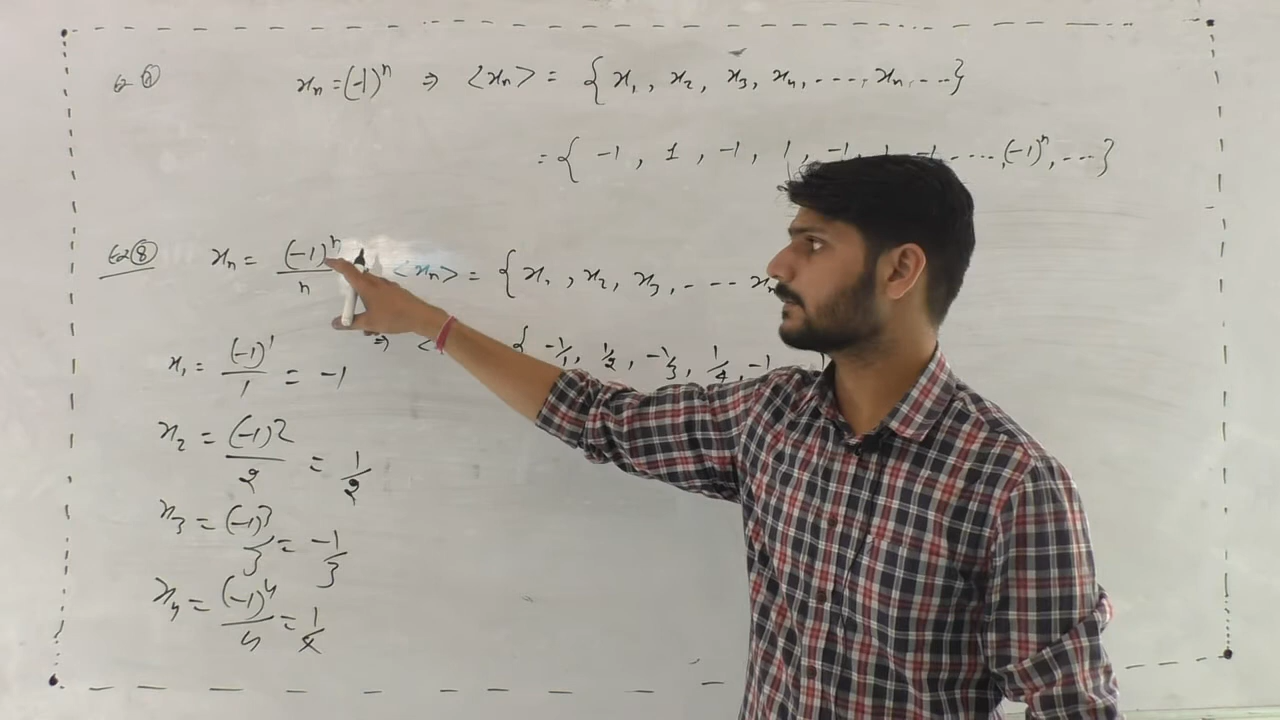 xₙ = (-1)ⁿ ⇒ <xₙ> = { x₁, x₂, x₃, x₄, ...., xₙ, ... }
= { -1, 1, -1, 1, -1, 1, -1, ....., (-1)ⁿ, ... }
Ex ⑧ xₙ = (-1)ⁿ/n <xₙ> = { x₁, x₂, x₃, .... xₙ
x₁ = (-1)¹/1 = -1
⇒ < { -1/1, 1/2, -1/3, 1/4, -1
x₂ = (-1)2/2 = 1/2
x₃ = (-1)3/3 = -1/3
x₄ = (-1)⁴/4 = 1/4